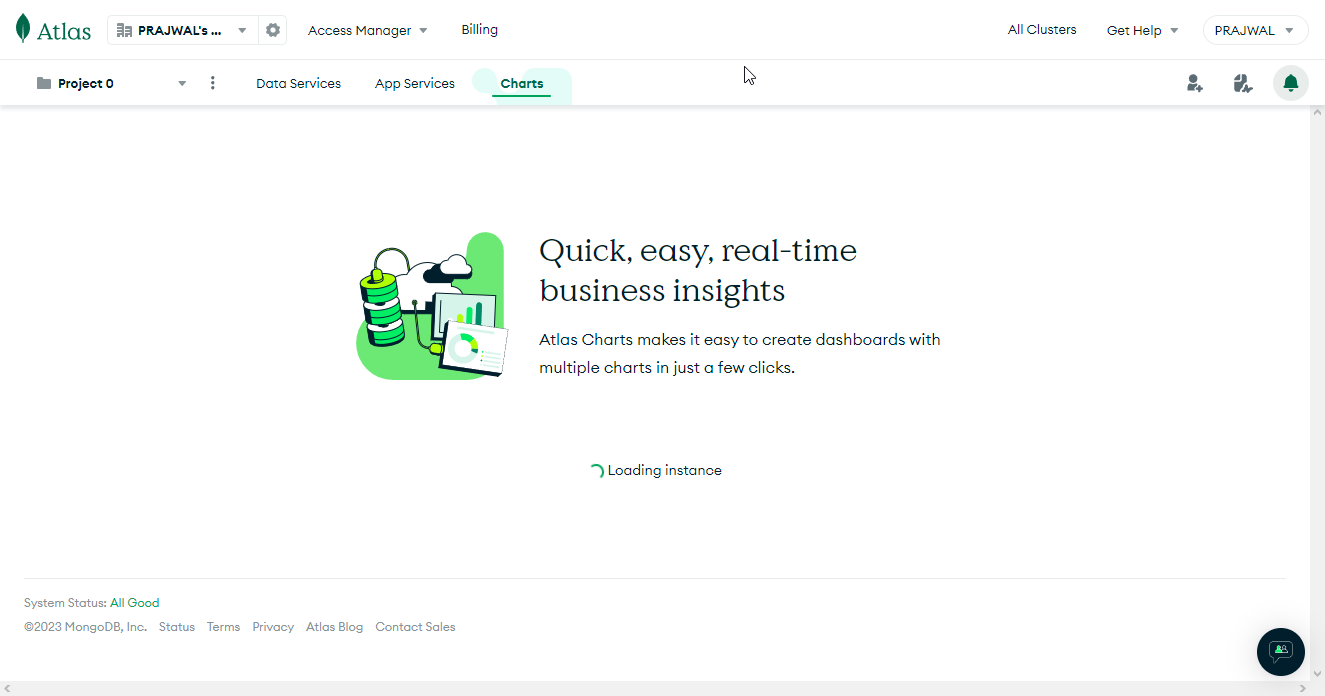 Atlas PRAJWAL's ... Access Manager Billing All Clusters Get Help PRAJWAL
Project 0 Data Services App Services Charts
Quick, easy, real-time
business insights
Atlas Charts makes it easy to create dashboards with
multiple charts in just a few clicks.
Loading instance
System Status: All Good
©2023 MongoDB, Inc. Status Terms Privacy Atlas Blog Contact Sales